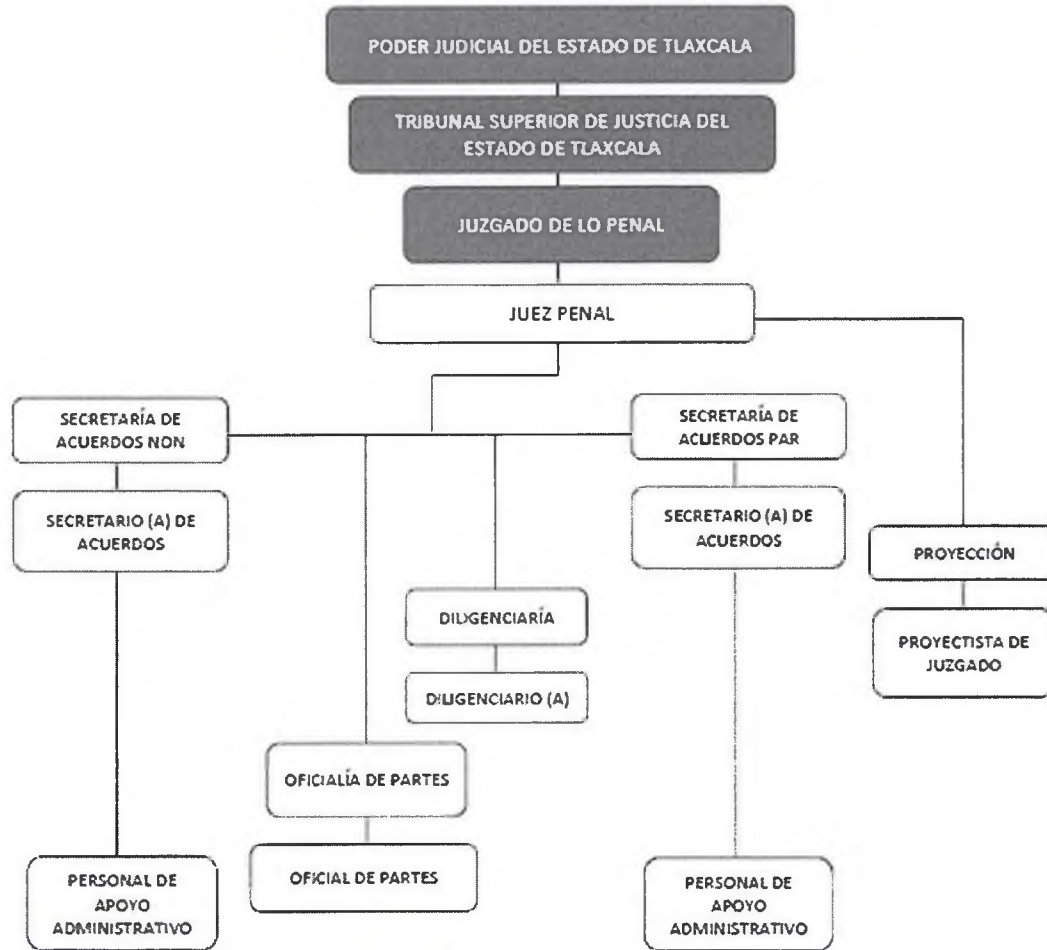 PODER JUDICIAL DEL ESTADO DE TLAXCALA
TRIBUNAL SUPERIOR DE JUSTICIA DEL
ESTADO DE TLAXCALA
JUZGADO DE LO PENAL
JUEZ PENAL
SECRETARÍA DE
ACUERDOS NON
SECRETARÍA DE
ACUERDOS PAR
SECRETARIO (A) DE
ACUERDOS
SECRETARIO (A) DE
ACUERDOS
PROYECCIÓN
DILIGENCIARÍA
PROYECTISTA DE
JUZGADO
DILIGENCIARIO (A)
OFICIALÍA DE PARTES
OFICIAL DE PARTES
PERSONAL DE
APOYO
ADMINISTRATIVO
PERSONAL DE
APOYO
ADMINISTRATIVO